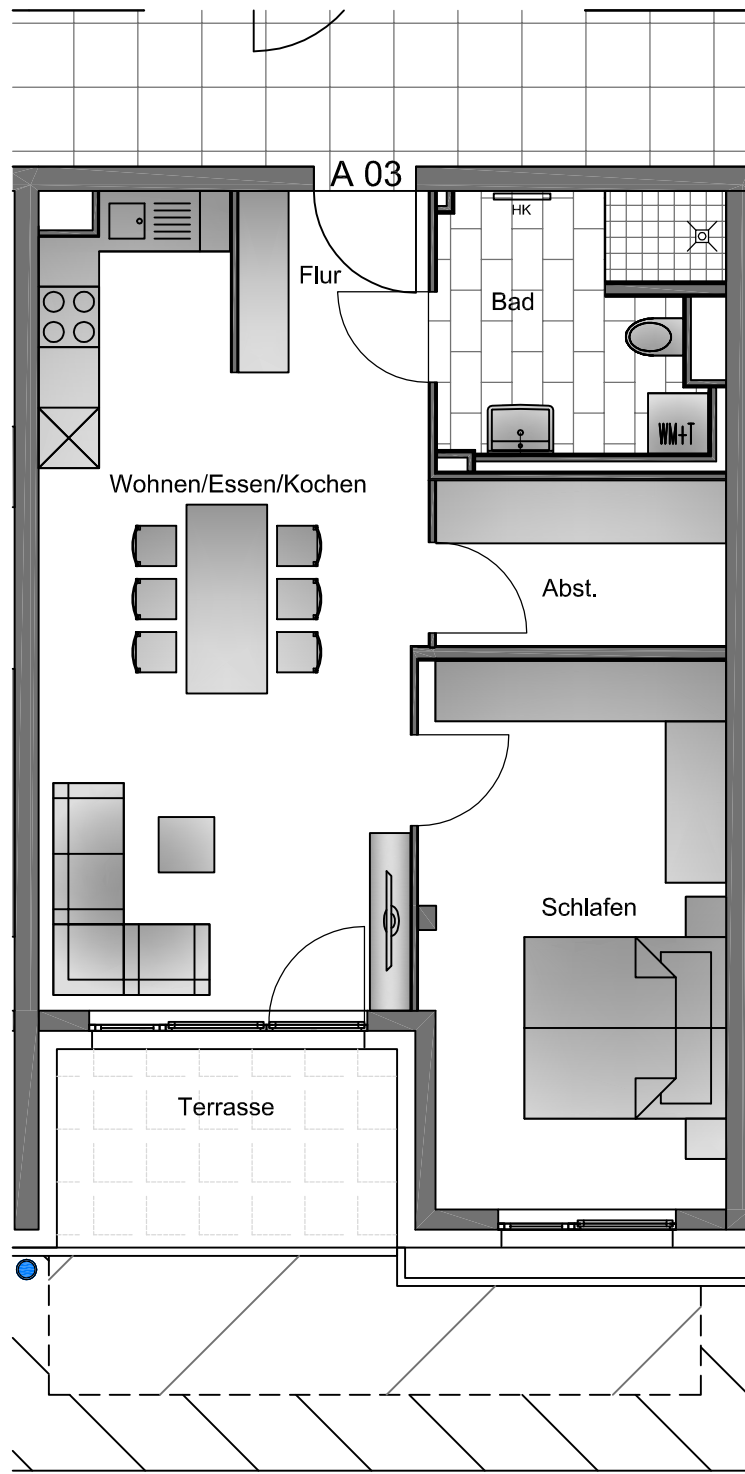 A 03
HK
Flur
Bad
WM+T
Wohnen/Essen/Kochen
Abst.
Schlafen
Terrasse